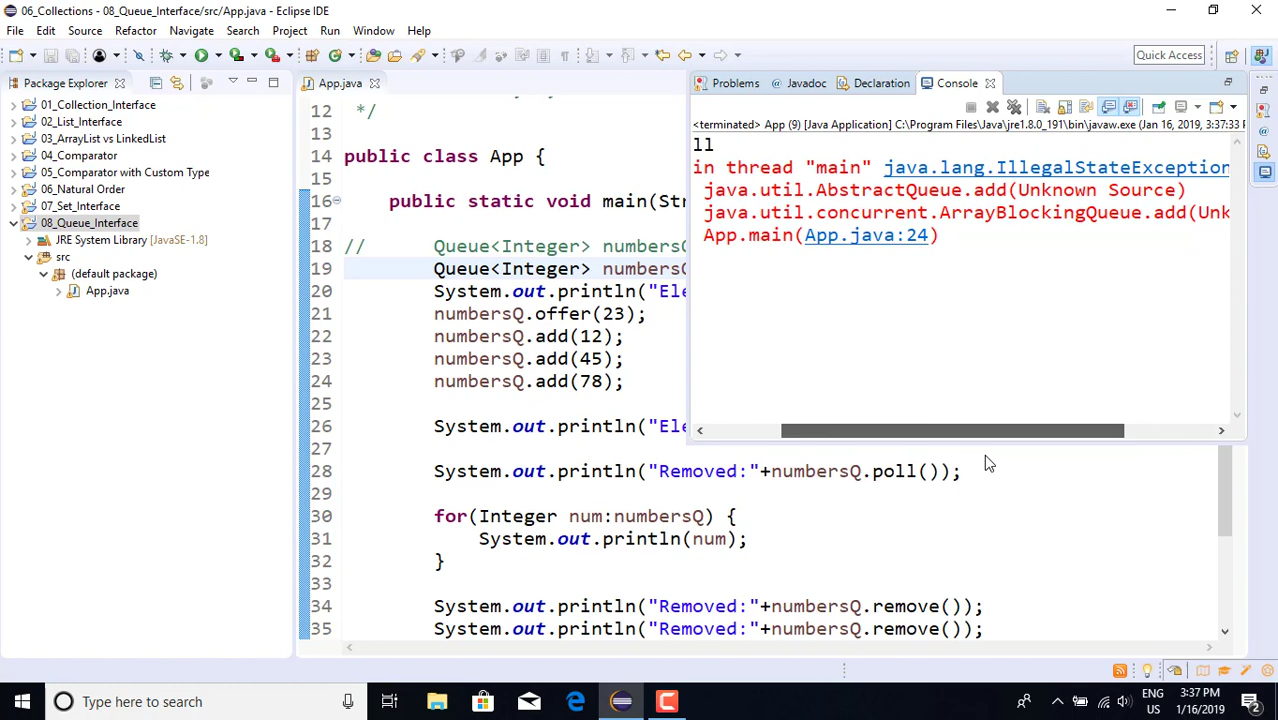 06_Collections - 08_Queue_Interface/src/App.java - Eclipse IDE
File Edit Source Refactor Navigate Search Project Run Window Help
Quick Access
Package Explorer
01_Collection_Interface
02_List_Interface
03_ArrayList vs LinkedList
04_Comparator
05_Comparator with Custom Type
06_Natural Order
07_Set_Interface
08_Queue_Interface
JRE System Library [JavaSE-1.8]
src
(default package)
App.java
App.java
12 */
13
14 public class App {
15
16 public static void main(Str
17
18 // Queue<Integer> numbersQ
19 Queue<Integer> numbersQ
20 System.out.println("Ele
21 numbersQ.offer(23);
22 numbersQ.add(12);
23 numbersQ.add(45);
24 numbersQ.add(78);
25
26 System.out.println("Ele
27
28 System.out.println("Removed:"+numbersQ.poll());
29
30 for(Integer num:numbersQ) {
31 System.out.println(num);
32 }
33
34 System.out.println("Removed:"+numbersQ.remove());
35 System.out.println("Removed:"+numbersQ.remove());
Problems @ Javadoc Declaration Console
<terminated> App (9) [Java Application] C:\Program Files\Java\jre1.8.0_191\bin\javaw.exe (Jan 16, 2019, 3:37:33
ll
in thread "main" java.lang.IllegalStateException
java.util.AbstractQueue.add(Unknown Source)
java.util.concurrent.ArrayBlockingQueue.add(Unk
App.main(App.java:24)
Type here to search
ENG
US
3:37 PM
1/16/2019
2